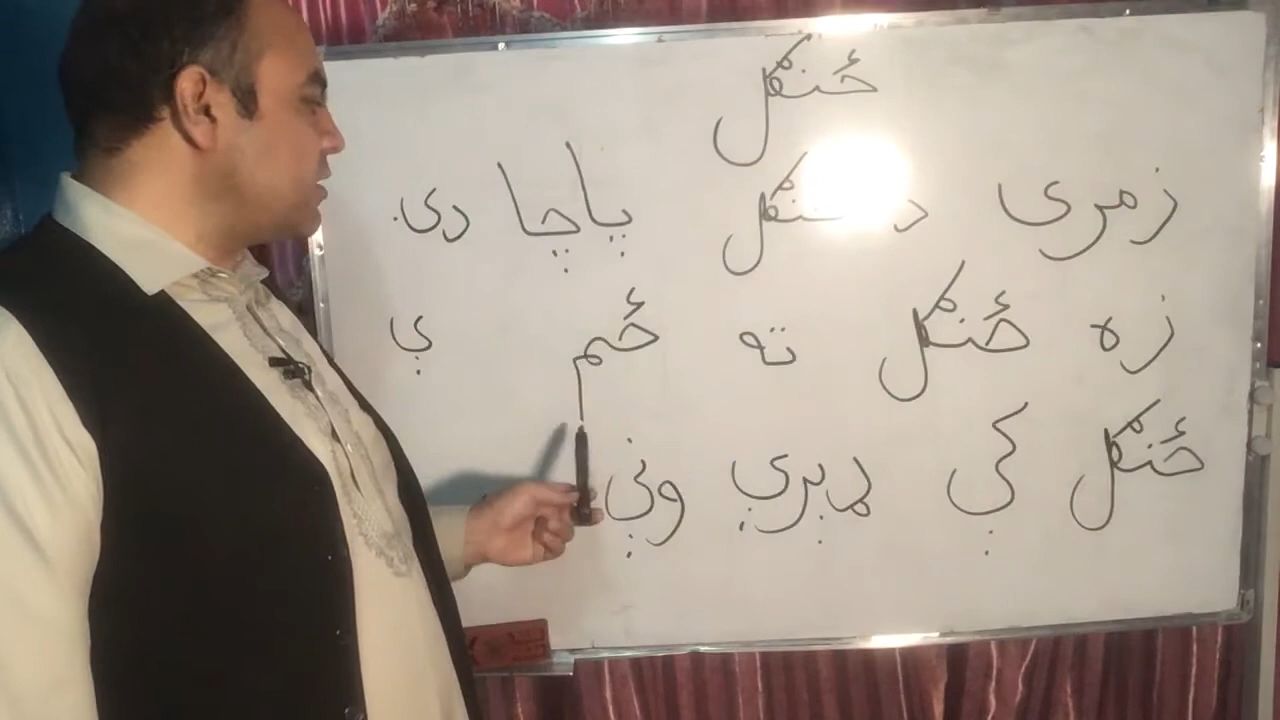 ځنګل
زمری د ځنګل پاچا دی.
زه ځنګل ته ځم ې
ځنګل کې ډېرې ونې